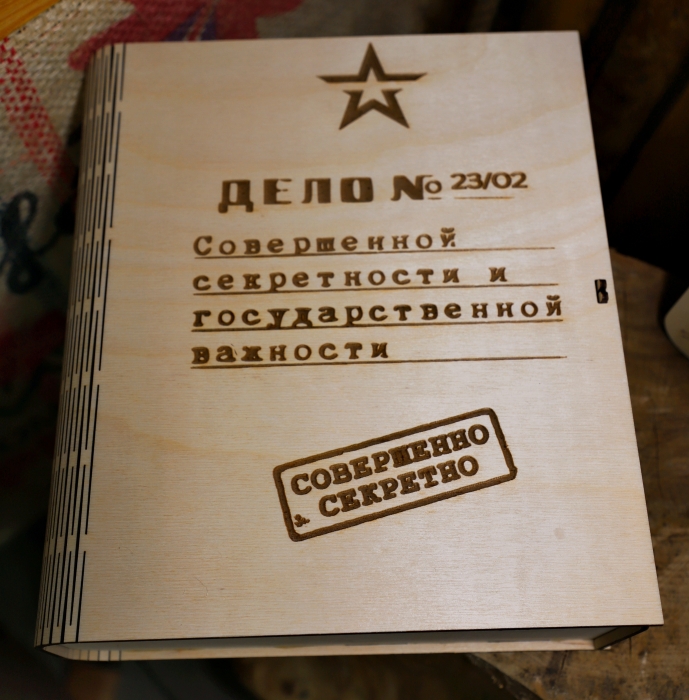 ДЕЛО № 23/02
Совершенной
секретности и
государственной
важности
СОВЕРШЕННО
СЕКРЕТНО